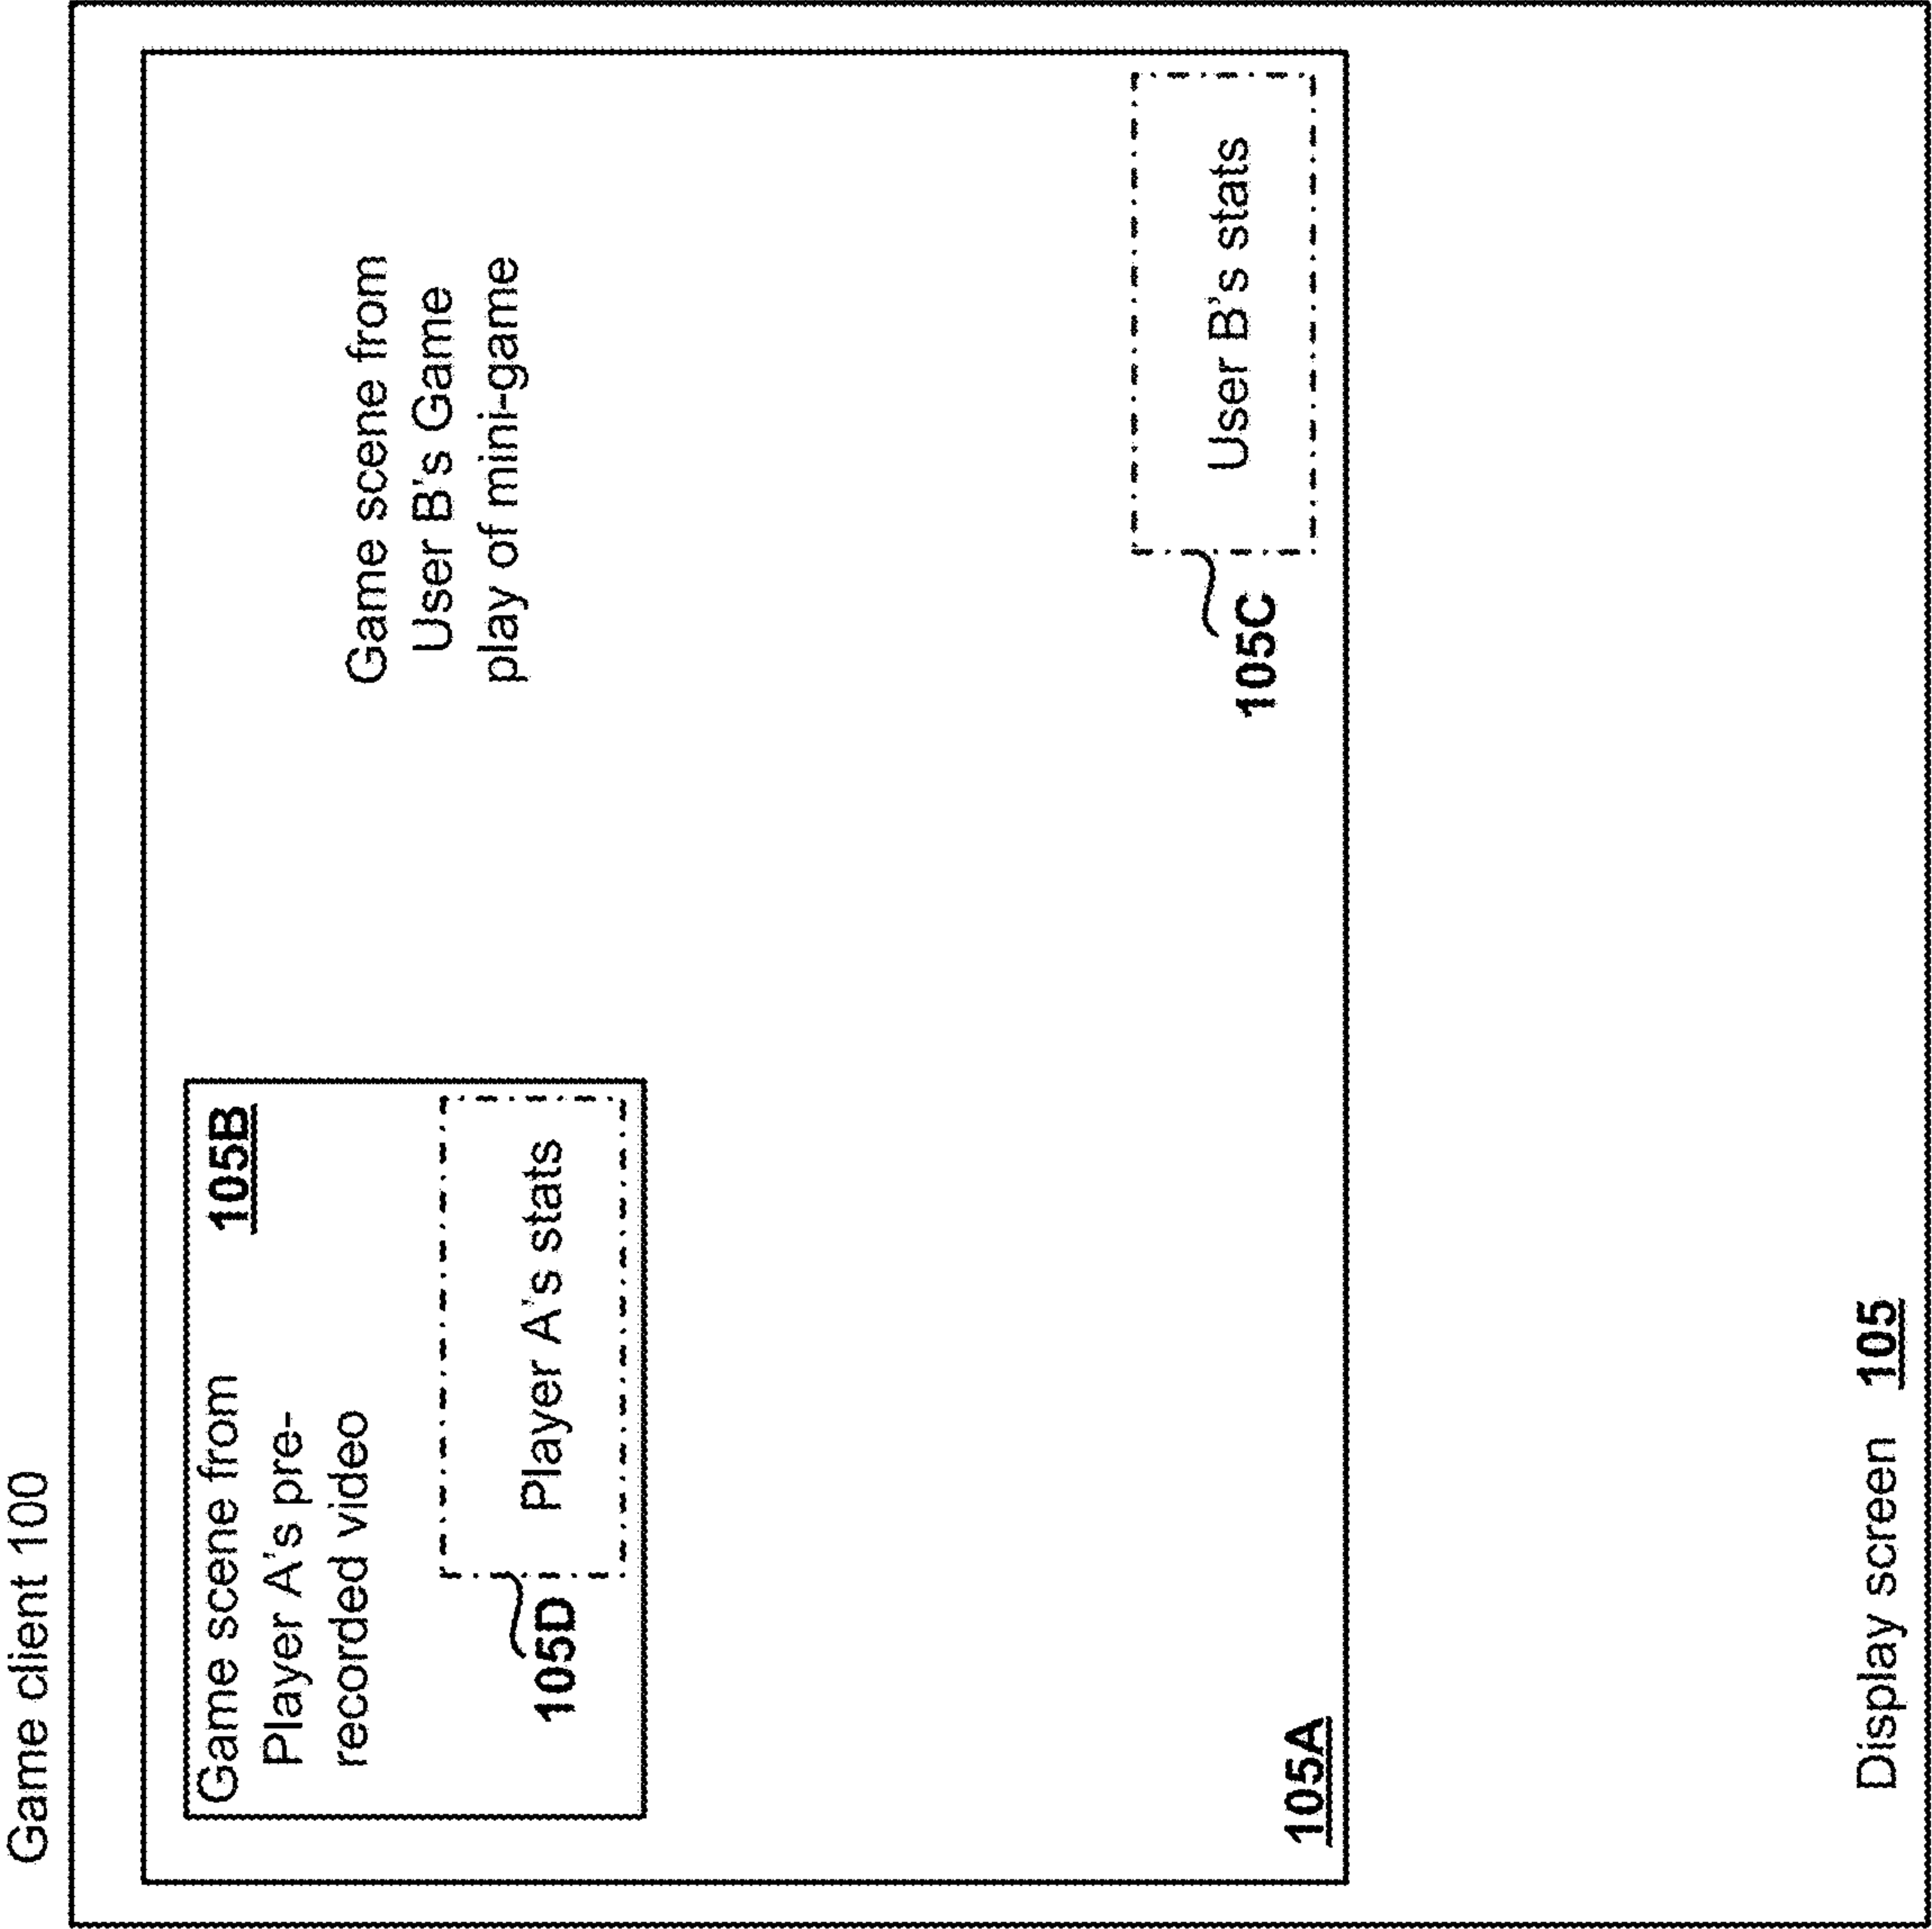 Game client 100
Game scene from
Player A's pre-
recorded video
105B
Player A's stats
105D
Game scene from
User B's Game
play of mini-game
User B's stats
105C
105A
Display screen 105